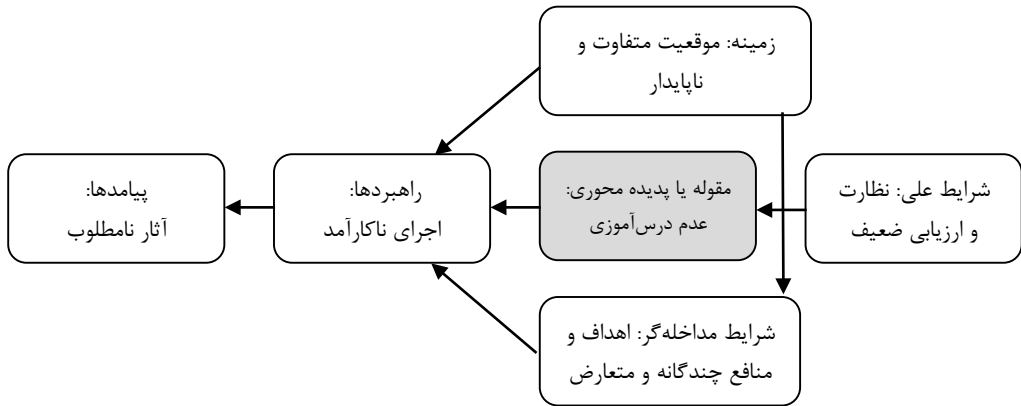 زمینه: موقعیت متفاوت و
ناپایدار
شرایط علی: نظارت
و ارزیابی ضعیف
مقوله یا پدیده محوری:
عدم درس‌آموزی
راهبردها:
اجرای ناکارآمد
پیامدها:
آثار نامطلوب
شرایط مداخله‌گر: اهداف و
منافع چندگانه و متعارض